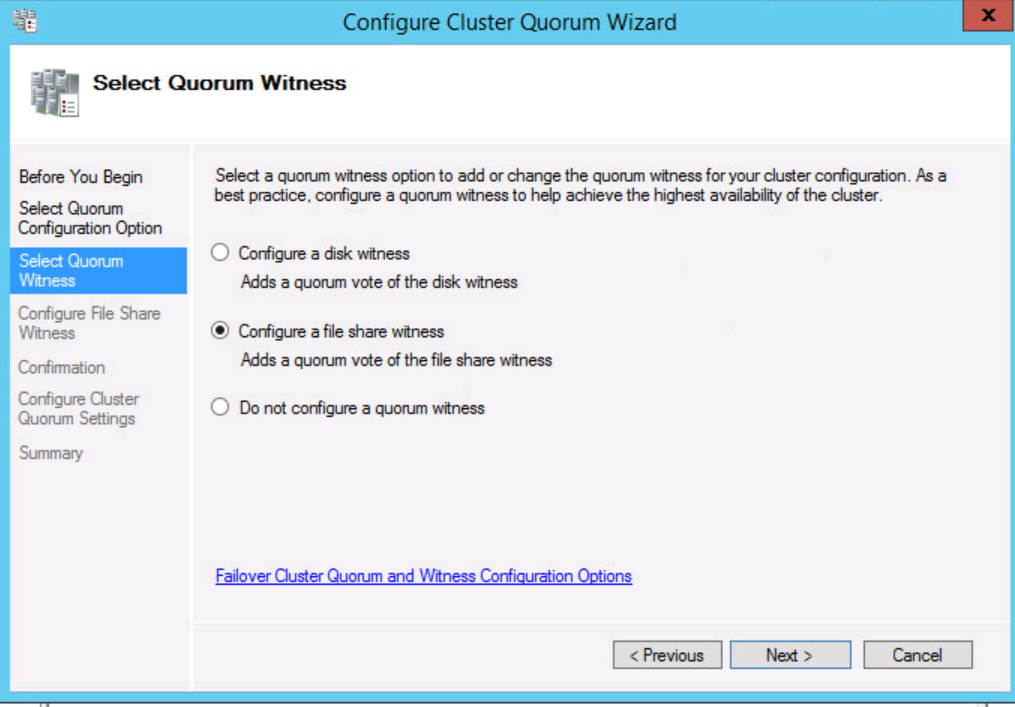 Configure Cluster Quorum Wizard
X
Select Quorum Witness
Before You Begin
Select Quorum
Configuration Option
Select Quorum
Witness
Configure File Share
Witness
Confirmation
Configure Cluster
Quorum Settings
Summary
Select a quorum witness option to add or change the quorum witness for your cluster configuration. As a
best practice, configure a quorum witness to help achieve the highest availability of the cluster.
Configure a disk witness
Adds a quorum vote of the disk witness
Configure a file share witness
Adds a quorum vote of the file share witness
Do not configure a quorum witness
Failover Cluster Quorum and Witness Configuration Options
< Previous
Next >
Cancel